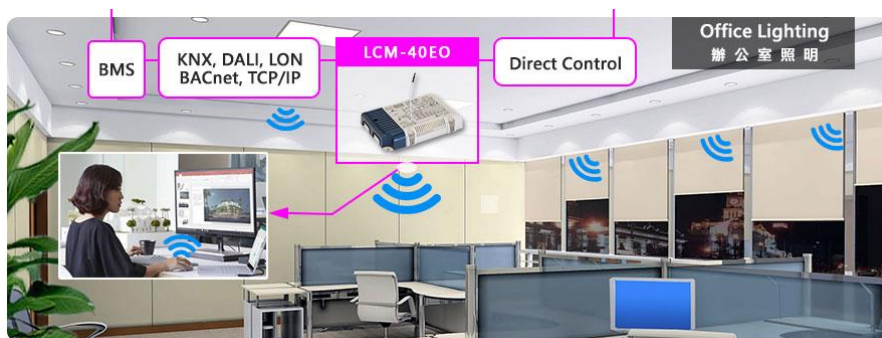 Office Lighting
辦公室照明
BMS
KNX, DALI, LON
BACnet, TCP/IP
LCM-40EO
Direct Control